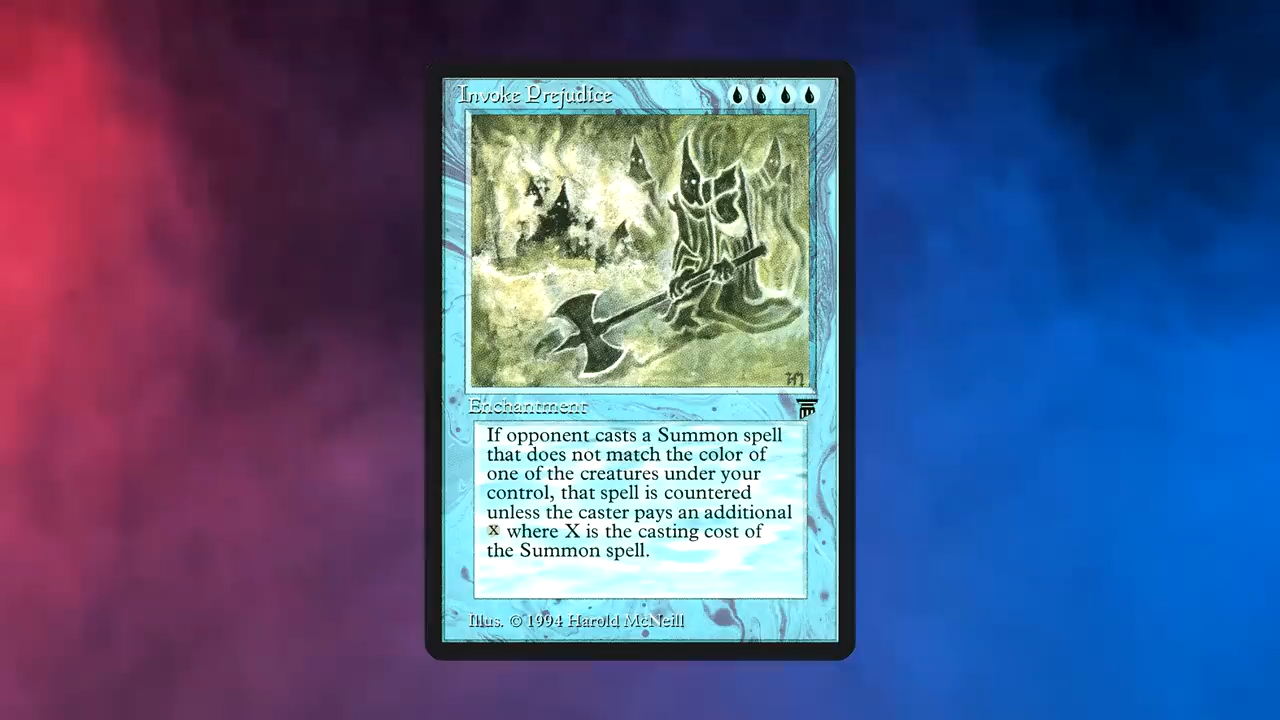 Invoke Prejudice
Enchantment
If opponent casts a Summon spell
that does not match the color of
one of the creatures under your
control, that spell is countered
unless the caster pays an additional
X where X is the casting cost of
the Summon spell.
Illus. © 1994 Harold McNeill